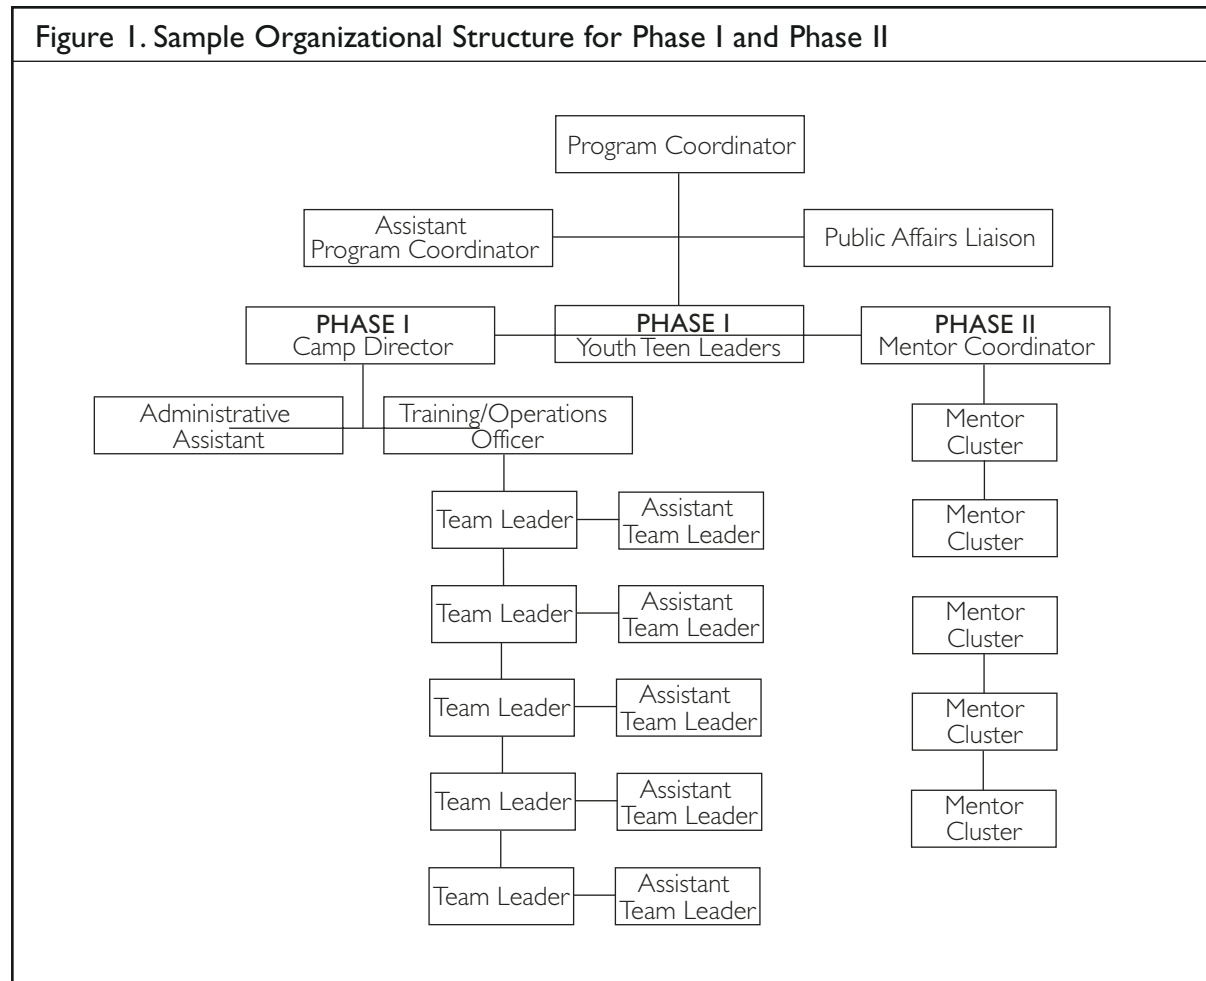 Figure 1. Sample Organizational Structure for Phase I and Phase II
Program Coordinator
Assistant
Program Coordinator
Public Affairs Liaison
PHASE I
Camp Director
PHASE I
Youth Teen Leaders
PHASE II
Mentor Coordinator
Administrative
Assistant
Training/Operations
Officer
Mentor
Cluster
Team Leader
Assistant
Team Leader
Mentor
Cluster
Team Leader
Assistant
Team Leader
Mentor
Cluster
Team Leader
Assistant
Team Leader
Mentor
Cluster
Team Leader
Assistant
Team Leader
Mentor
Cluster
Team Leader
Assistant
Team Leader